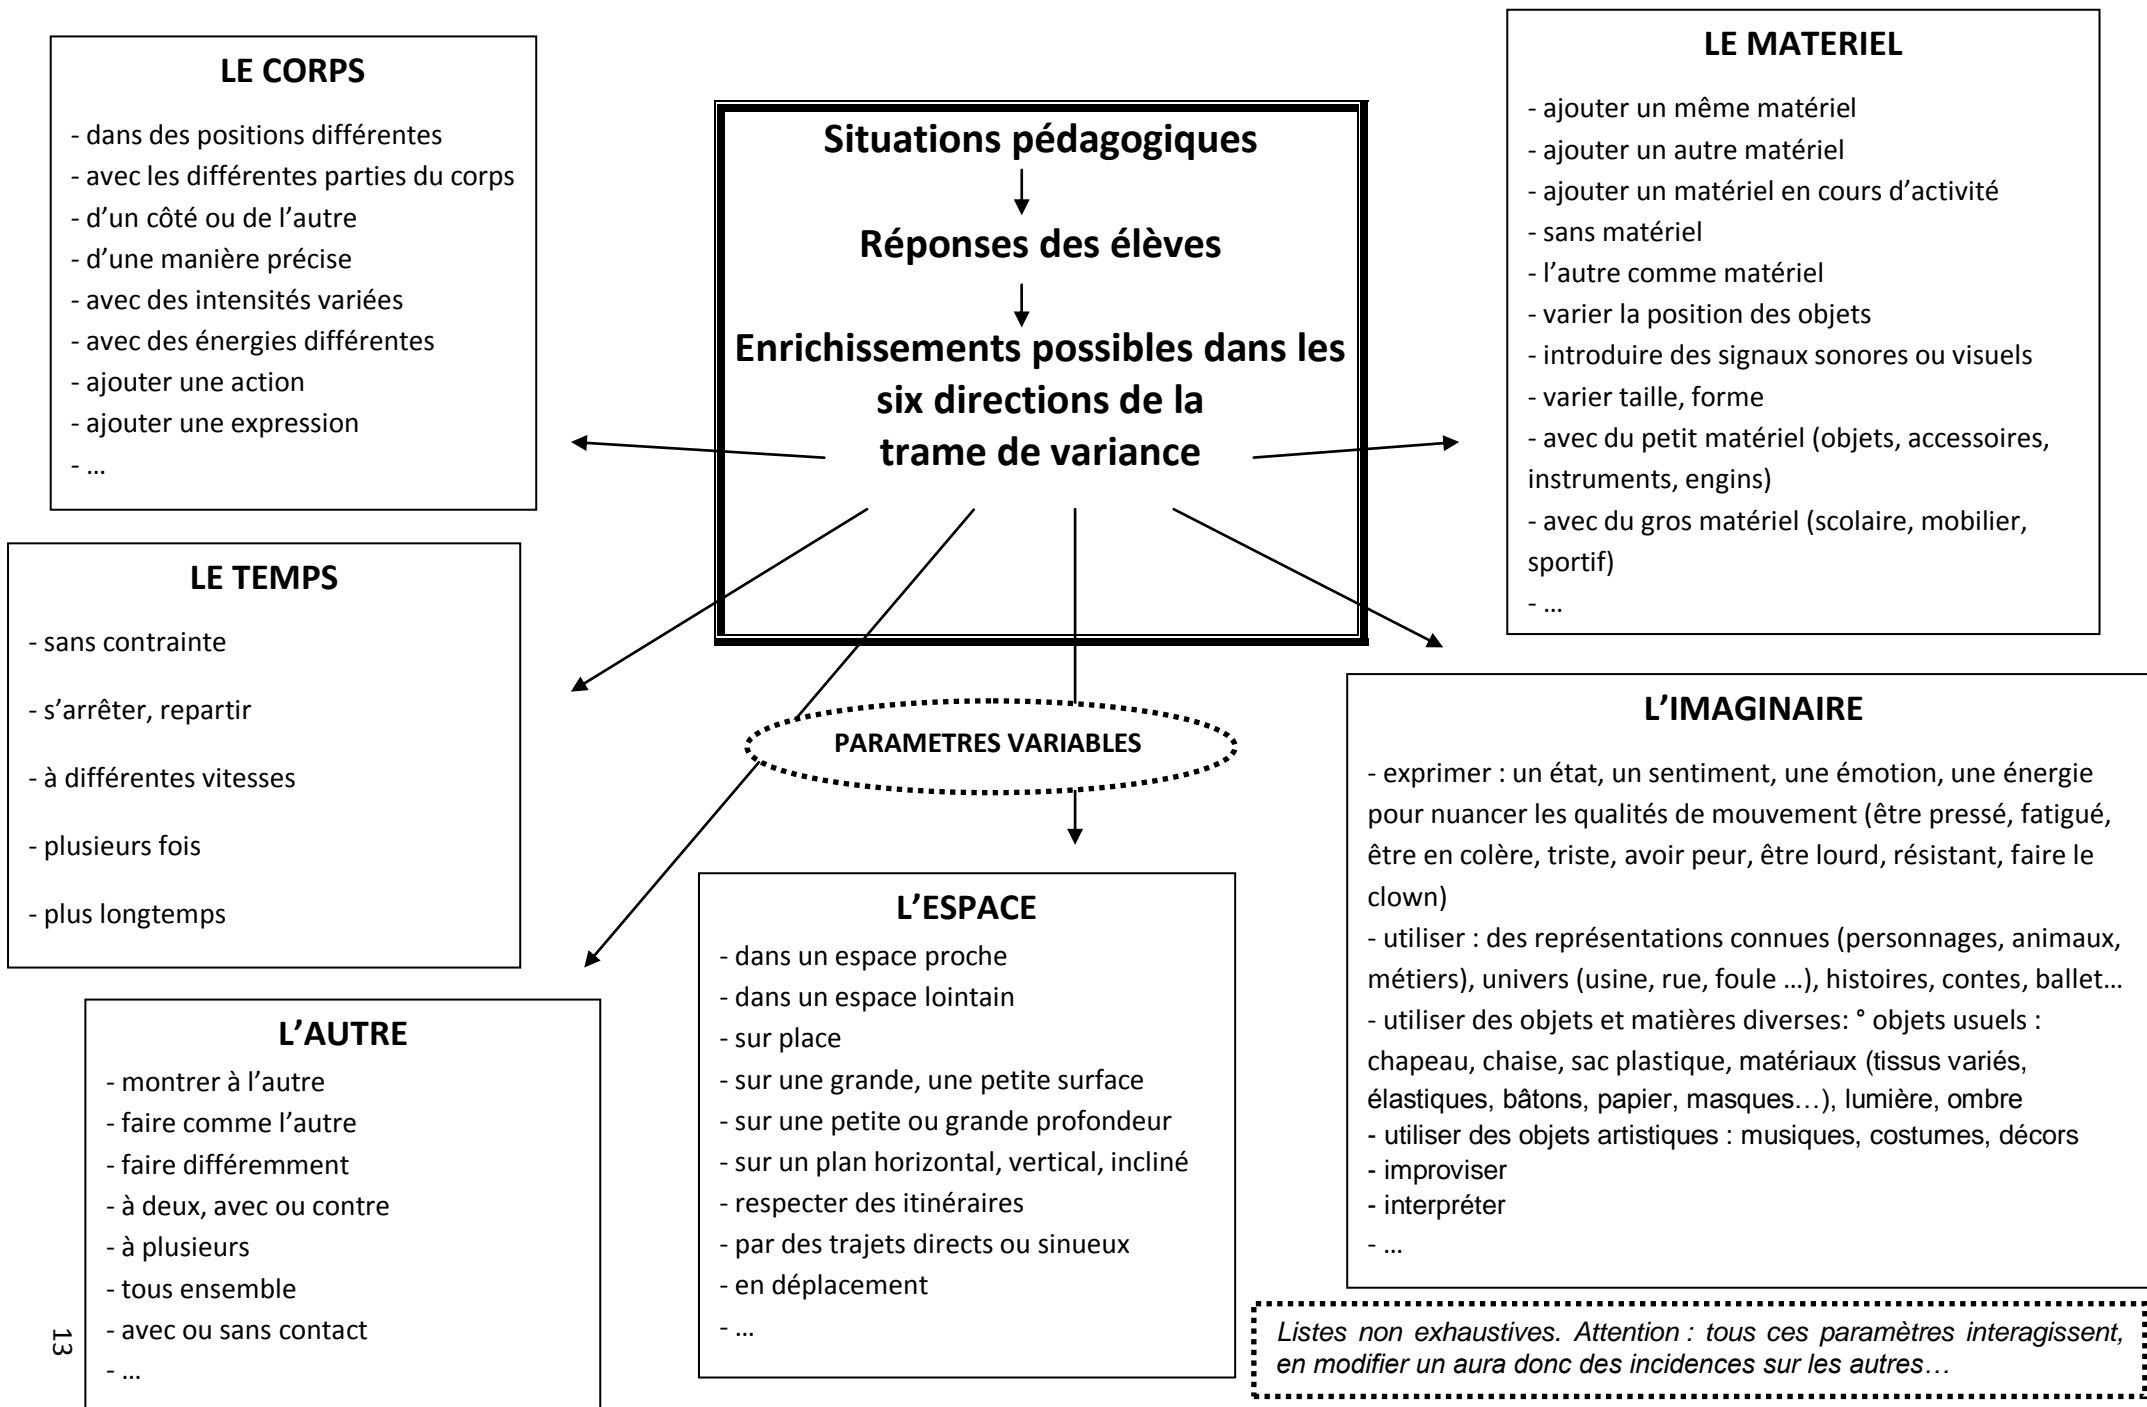 LE CORPS
- dans des positions différentes
- avec les différentes parties du corps
- d’un côté ou de l’autre
- d’une manière précise
- avec des intensités variées
- avec des énergies différentes
- ajouter une action
- ajouter une expression
- ...
Situations pédagogiques
Réponses des élèves
Enrichissements possibles dans les
six directions de la
trame de variance
LE MATERIEL
- ajouter un même matériel
- ajouter un autre matériel
- ajouter un matériel en cours d’activité
- sans matériel
- l’autre comme matériel
- varier la position des objets
- introduire des signaux sonores ou visuels
- varier taille, forme
- avec du petit matériel (objets, accessoires,
instruments, engins)
- avec du gros matériel (scolaire, mobilier,
sportif)
- ...
LE TEMPS
- sans contrainte
- s’arrêter, repartir
- à différentes vitesses
- plusieurs fois
- plus longtemps
PARAMETRES VARIABLES
L’IMAGINAIRE
- exprimer : un état, un sentiment, une émotion, une énergie
pour nuancer les qualités de mouvement (être pressé, fatigué,
être en colère, triste, avoir peur, être lourd, résistant, faire le
clown)
- utiliser : des représentations connues (personnages, animaux,
métiers), univers (usine, rue, foule ...), histoires, contes, ballet...
- utiliser des objets et matières diverses: ° objets usuels :
chapeau, chaise, sac plastique, matériaux (tissus variés,
élastiques, bâtons, papier, masques…), lumière, ombre
- utiliser des objets artistiques : musiques, costumes, décors
- improviser
- interpréter
- ...
L’AUTRE
- montrer à l’autre
- faire comme l’autre
- faire différemment
- à deux, avec ou contre
- à plusieurs
- tous ensemble
- avec ou sans contact
- ...
L’ESPACE
- dans un espace proche
- dans un espace lointain
- sur place
- sur une grande, une petite surface
- sur une petite ou grande profondeur
- sur un plan horizontal, vertical, incliné
- respecter des itinéraires
- par des trajets directs ou sinueux
- en déplacement
- ...
Listes non exhaustives. Attention : tous ces paramètres interagissent,
en modifier un aura donc des incidences sur les autres…
13